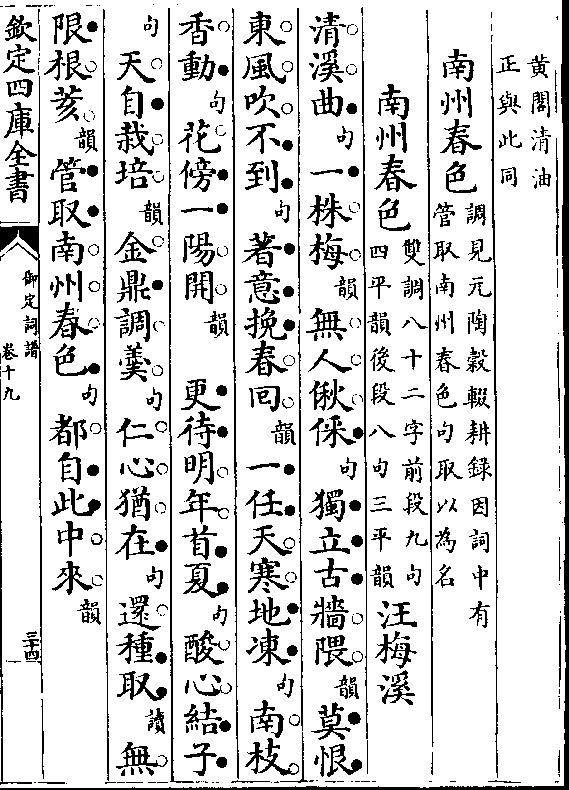 黃閣清油
正與此同
南州春色調見元陶穀輟耕錄因詞中有
管取南州春色句取以為名
南州春色雙調八十二字前段九句
四平韻後段八句三平韻 汪梅溪
清溪曲句一株梅韻無人偢倸句獨立古牆隈韻莫恨
東風吹不到句著意挽春回韻一任天寒地凍句南枝
香動句花傍一陽開韻 更待明年首夏句酸心結子
句天自栽培韻金鼎調羹句仁心猶在句還種取讀無
限根荄韻管取南州春色句都自此中來韻
欽定四庫全書
御定詞譜
卷十九
三十四